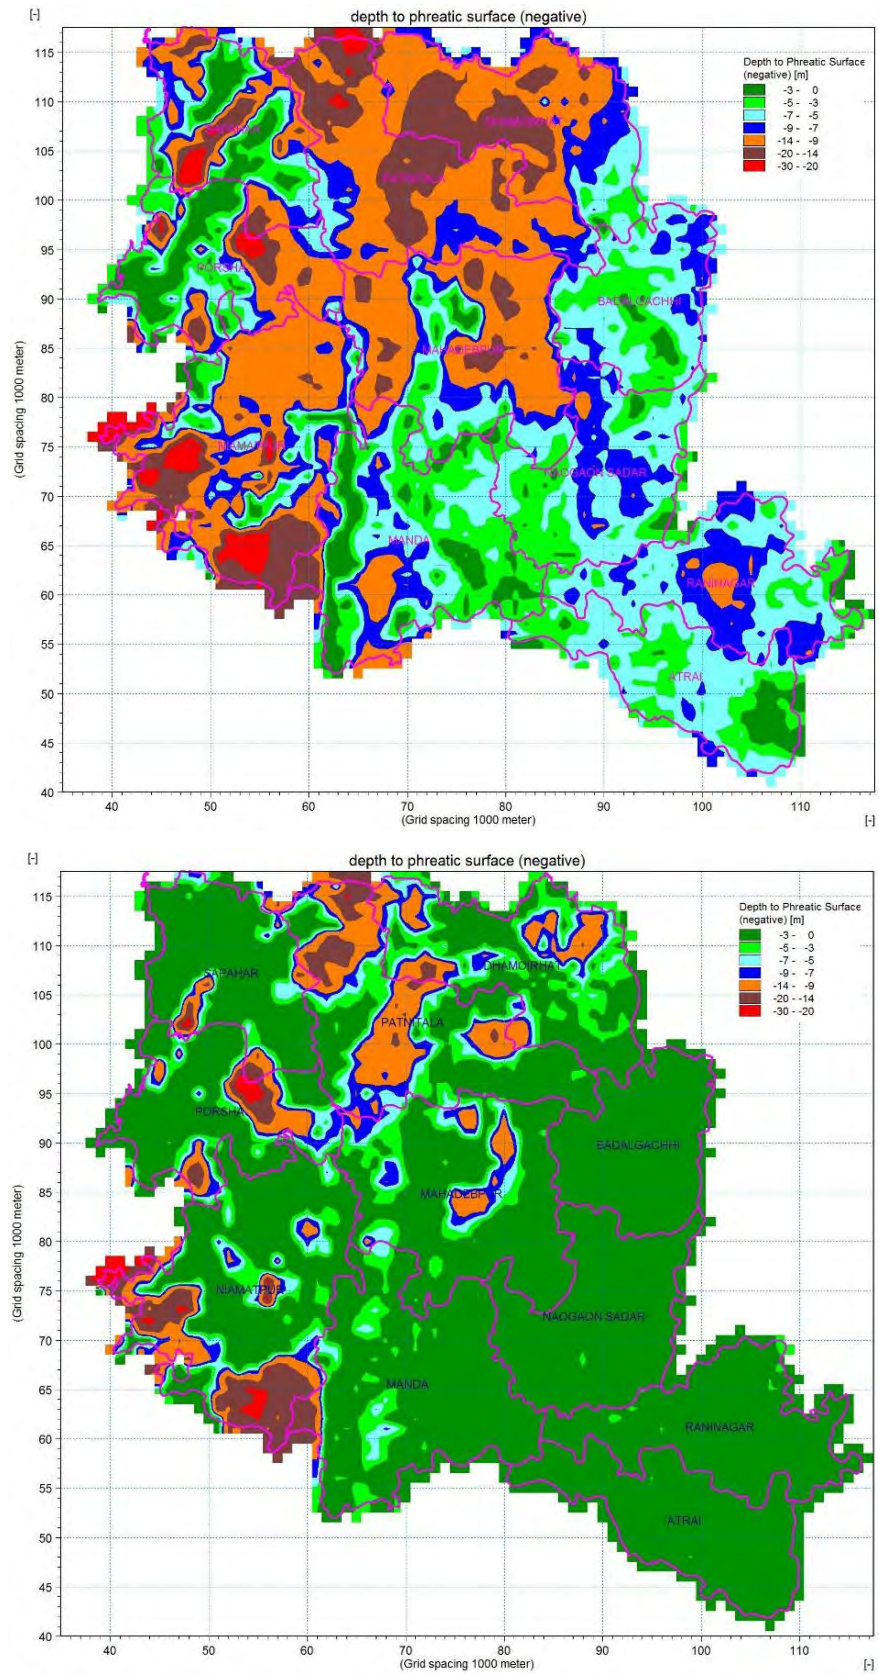 [-]
depth to phreatic surface (negative)
Depth to Phreatic Surface
(negative) [m]
-3 - 0
-5 - -3
-7 - -5
-9 - -7
-14 - -9
-20 - -14
-30 - -20
115
110
105
100
95
90
85
80
75
70
65
60
55
50
45
40
(Grid spacing 1000 meter)
PORSHA
BADALGACHHI
MAHADEBPUR
NIAMATPUR
NAOGAON SADAR
MANDA
RANINAGAR
ATRAI
40 50 60 70 80 90 100 110
(Grid spacing 1000 meter)
[-]
[-]
depth to phreatic surface (negative)
Depth to Phreatic Surface
(negative) [m]
-3 - 0
-5 - -3
-7 - -5
-9 - -7
-14 - -9
-20 - -14
-30 - -20
115
110
105
100
95
90
85
80
75
70
65
60
55
50
45
40
(Grid spacing 1000 meter)
SAPAHAR
DHAMOIRHAT
PATNITALA
PORSHA
BADALGACHHI
MAHADEBPUR
NIAMATPUR
NAOGAON SADAR
MANDA
RANINAGAR
ATRAI
40 50 60 70 80 90 100 110
(Grid spacing 1000 meter)
[-]